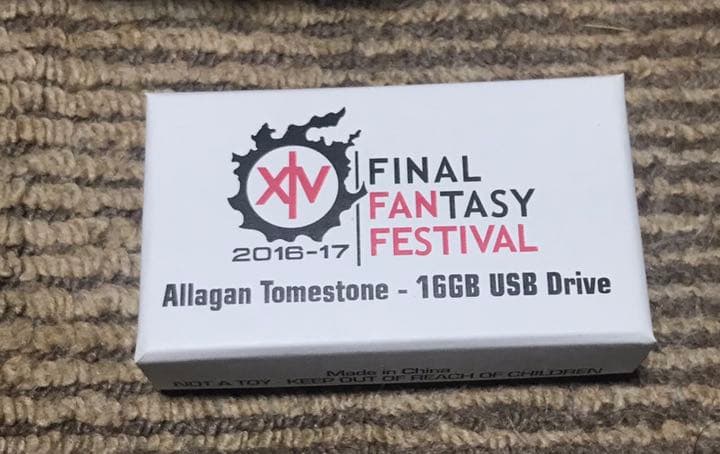 XIV
2016-17
FINAL
FANTASY
FESTIVAL
Allagan Tomestone - 16GB USB Drive
Made in China
NOT A TOY - KEEP OUT OF REACH OF CHILDREN